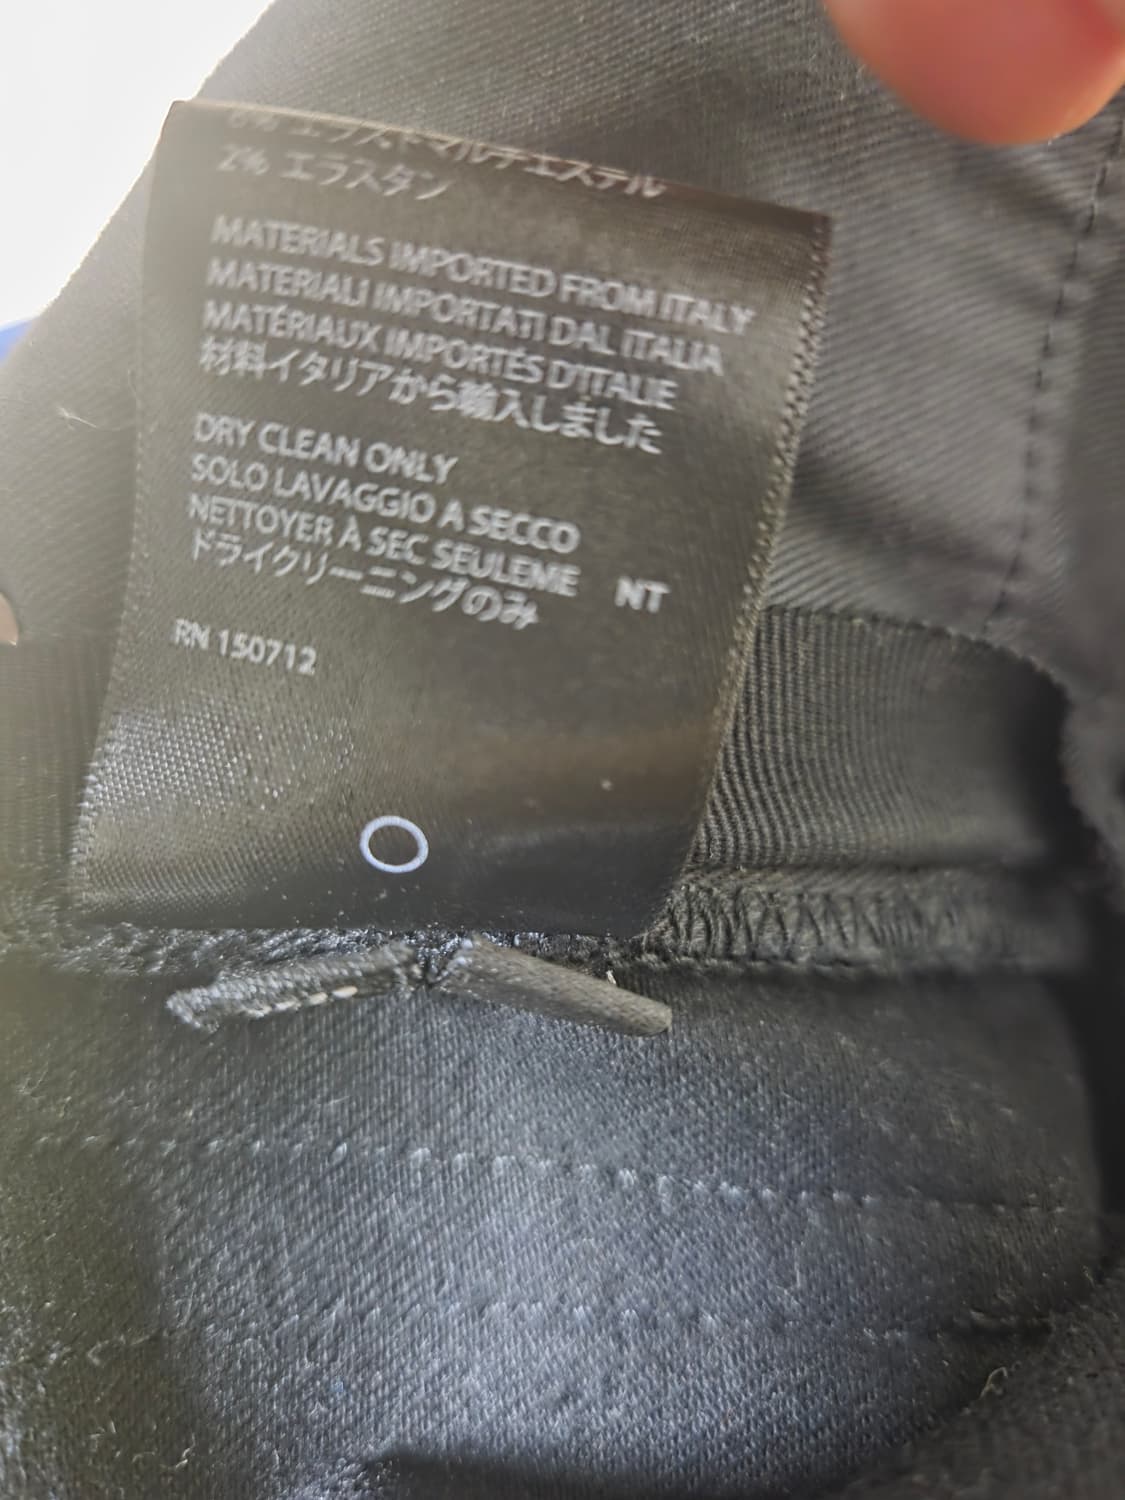 2% エラスタン
MATERIALS IMPORTED FROM ITALY
MATERIALI IMPORTATI DAL ITALIA
MATÉRIAUX IMPORTÉS D'ITALIE
材料イタリアから輸入しました
DRY CLEAN ONLY
SOLO LAVAGGIO A SECCO
NETTOYER À SEC SEULEME NT
ドライクリーニングのみ
RN 150712